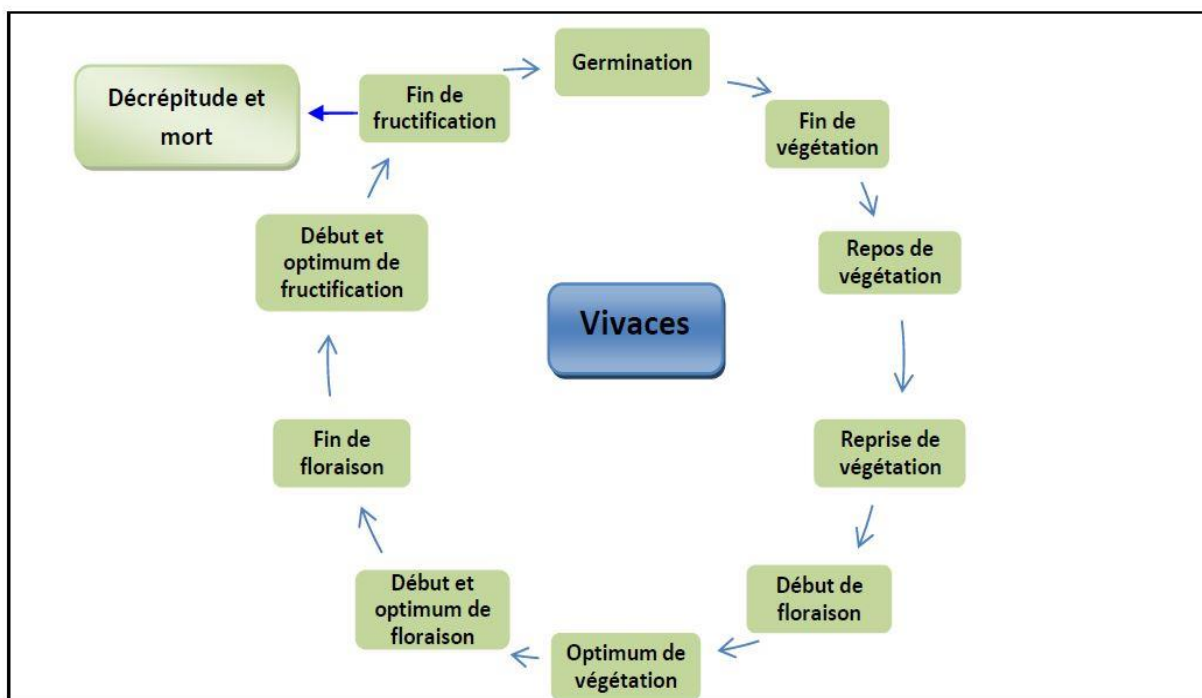 Germination
Fin de
végétation
Repos de
végétation
Reprise de
végétation
Début de
floraison
Optimum de
végétation
Début et
optimum de
floraison
Fin de
floraison
Début et
optimum de
fructification
Fin de
fructification
Décrépitude et
mort
Vivaces